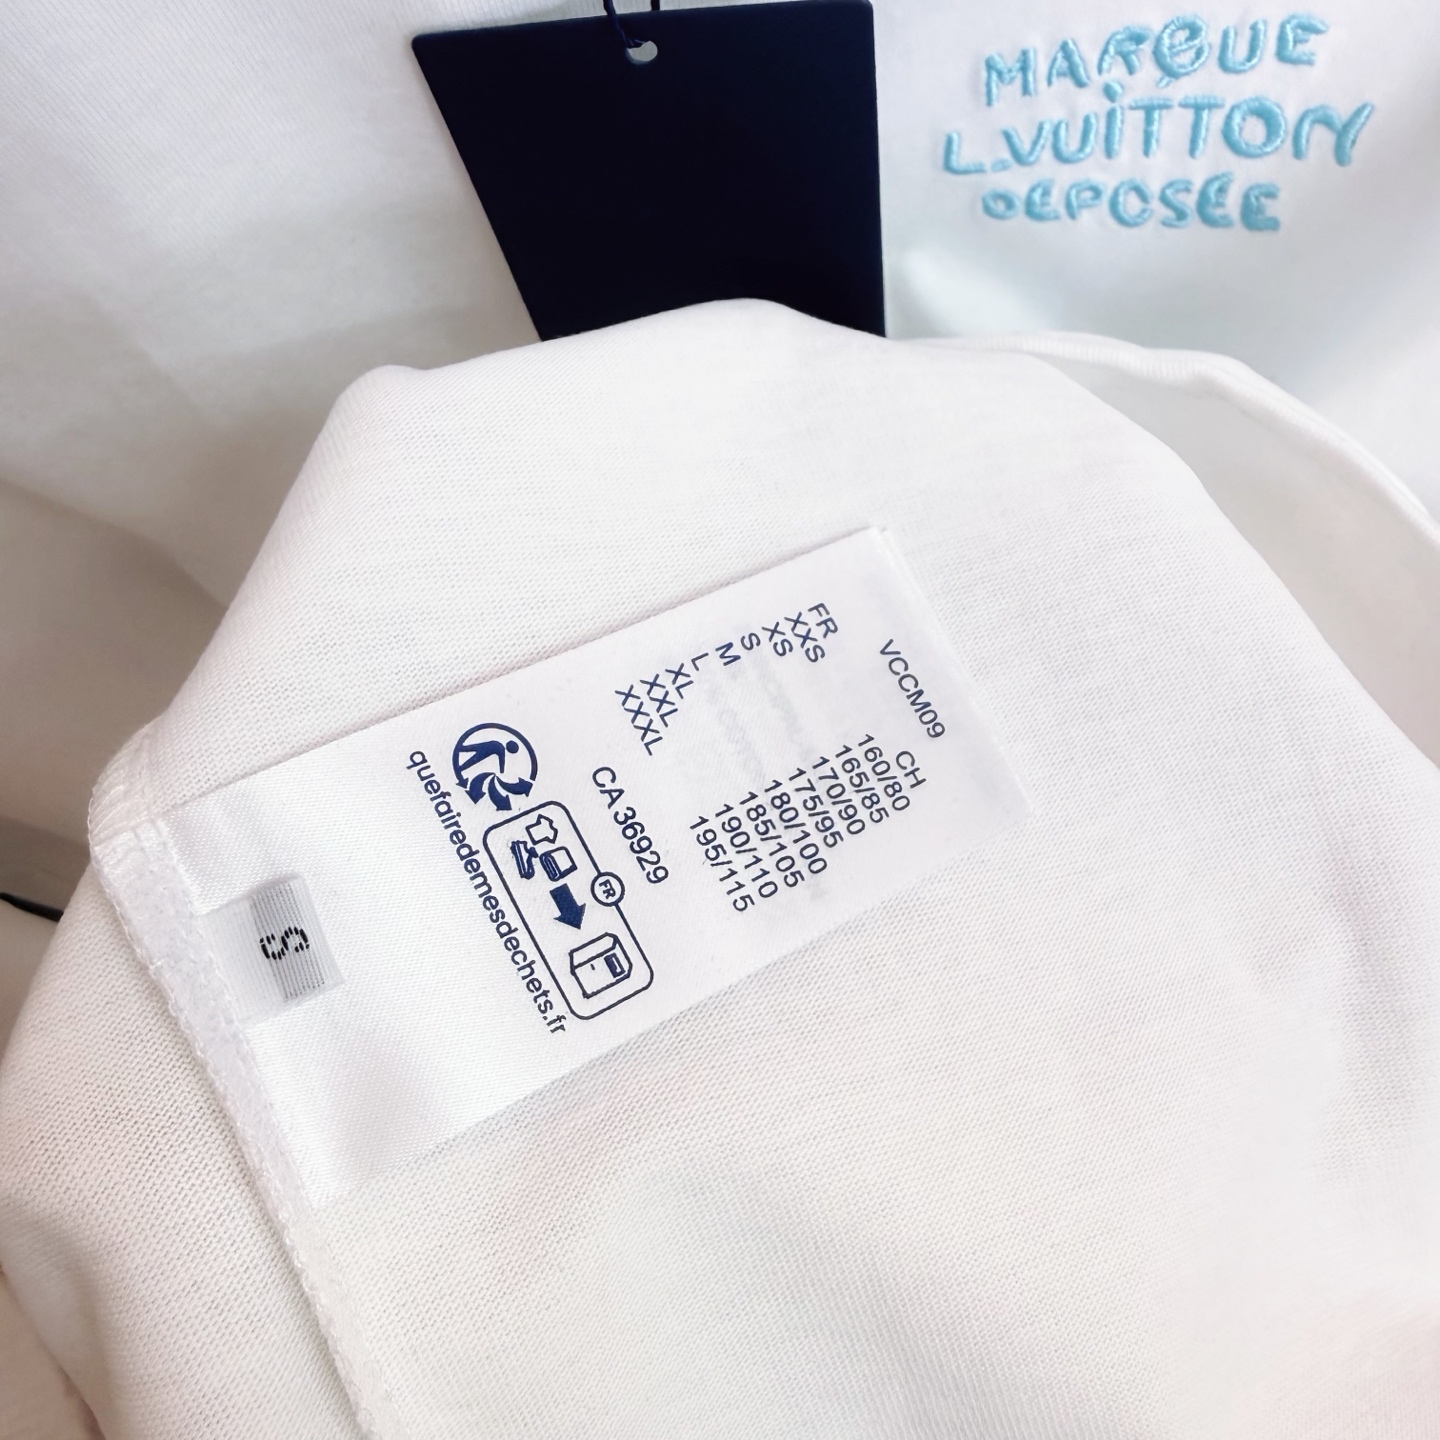 MARQUE
L.VUITTON
DEPOSEE
VCCM09
FR CH
XXS 160/80
XS 165/85
S 170/90
M 175/95
L 180/100
XL 185/105
XXL 190/110
XXXL 195/115
CA 36929
FR
quefairedemesdechets.fr
S